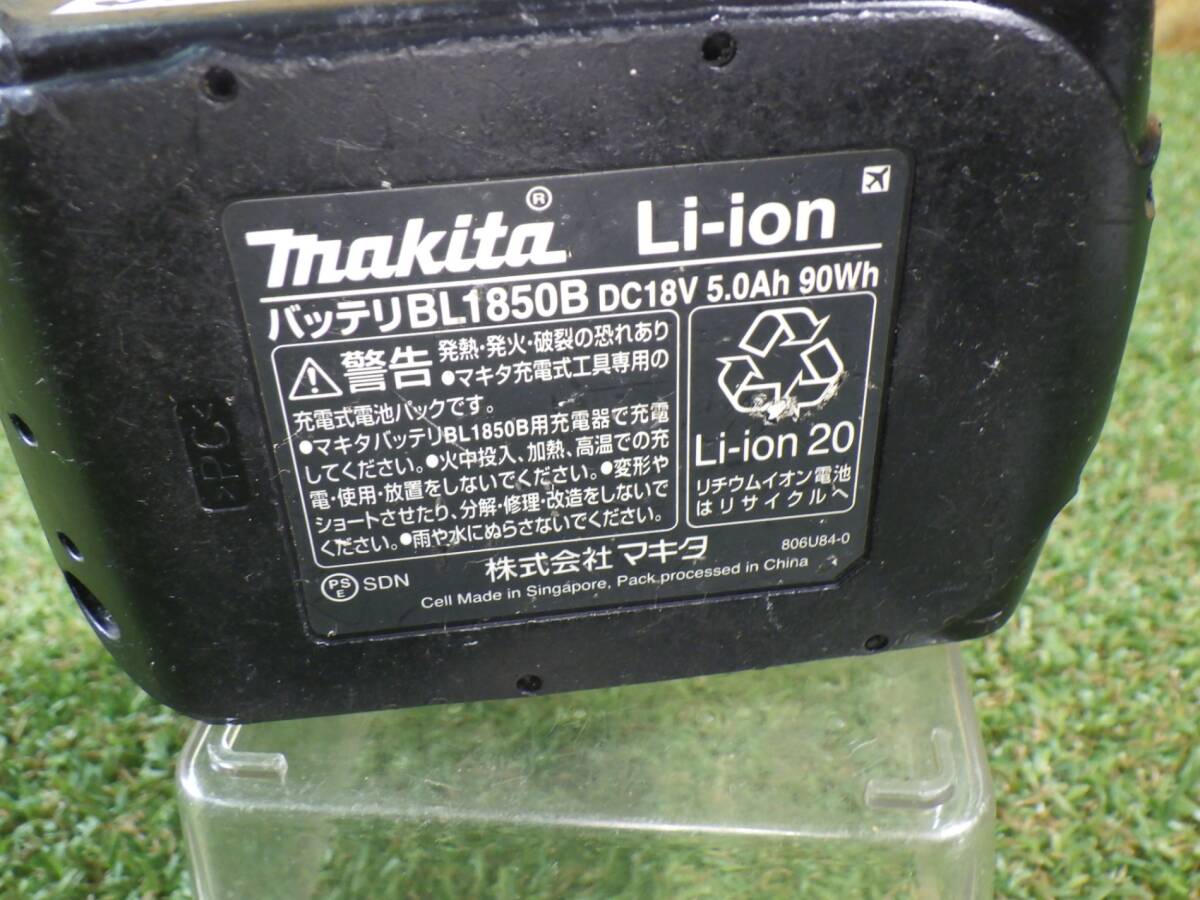 makita® Li-ion
バッテリBL1850B DC18V 5.0Ah 90Wh
警告 発熱・発火・破裂の恐れあり
●マキタ充電式工具専用の
充電式電池パックです。
●マキタバッテリBL1850B用充電器で充電
してください。●火中投入、加熱、高温での充
電・使用・放置をしないでください。●変形や
ショートさせたり、分解・修理・改造をしないで
ください。●雨や水にぬらさないでください。
Li-ion 20
リチウムイオン電池
はリサイクルへ
株式会社マキタ
806U84-0
PSE SDN
Cell Made in Singapore, Pack processed in China
>PC<